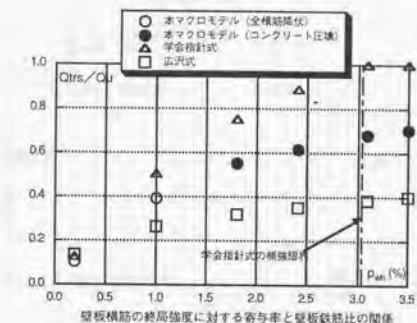 本マクロモデル（全横筋降伏）
本マクロモデル（コンクリート圧壊）
学会指針式
広沢式
Qtrs／Qu
1.0
0.8
0.6
0.4
0.2
0.0
学会指針式の補強限界
pwh (%)
0.0 0.5 1.0 1.5 2.0 2.5 3.0 3.5
壁板横筋の終局強度に対する寄与率と壁板鉄筋比の関係